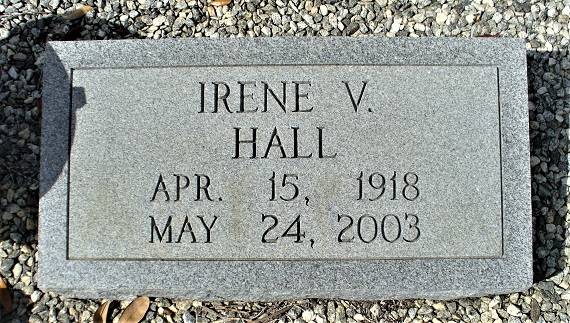 IRENE V.
HALL
APR. 15, 1918
MAY 24, 2003